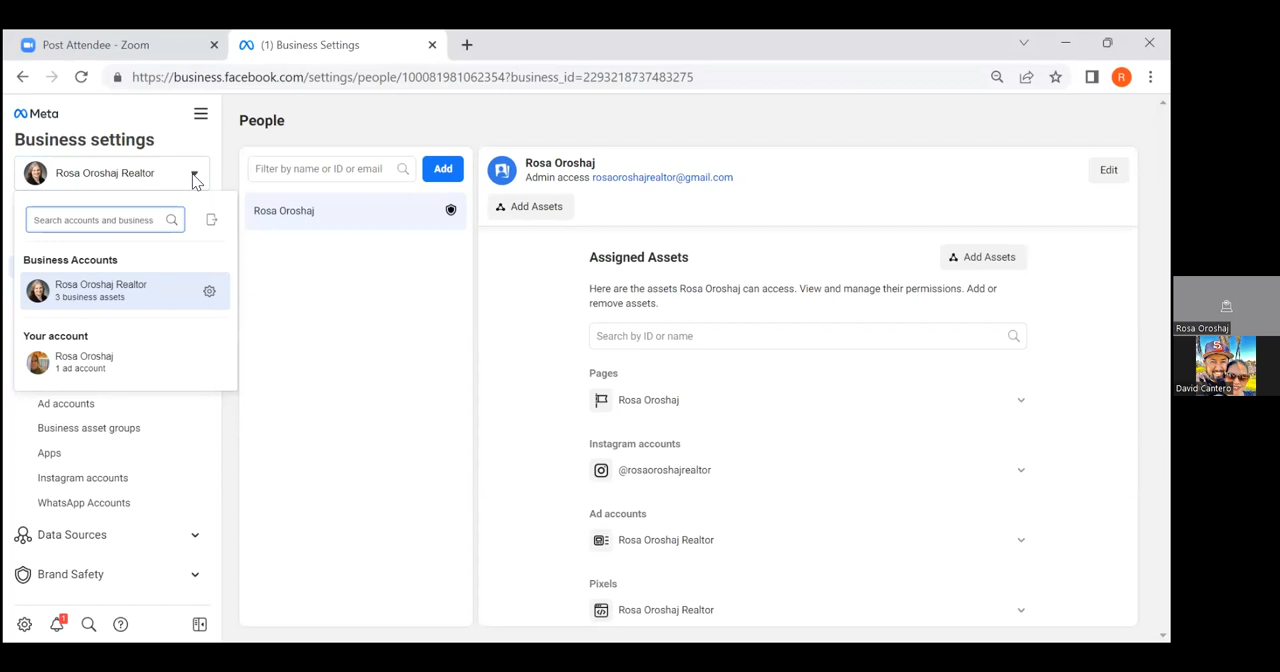 Post Attendee - Zoom
(1) Business Settings
https://business.facebook.com/settings/people/100081981062354?business_id=2293218737483275
R
Meta
Business settings
Rosa Oroshaj Realtor
Search accounts and business
Business Accounts
Rosa Oroshaj Realtor
3 business assets
Your account
Rosa Oroshaj
1 ad account
Ad accounts
Business asset groups
Apps
Instagram accounts
WhatsApp Accounts
Data Sources
Brand Safety
1
People
Filter by name or ID or email
Add
Rosa Oroshaj
Rosa Oroshaj
Admin access rosaoroshajrealtor@gmail.com
Edit
Add Assets
Assigned Assets
Add Assets
Here are the assets Rosa Oroshaj can access. View and manage their permissions. Add or
remove assets.
Search by ID or name
Pages
Rosa Oroshaj
Instagram accounts
@rosaoroshajrealtor
Ad accounts
Rosa Oroshaj Realtor
Pixels
Rosa Oroshaj Realtor
Rosa Oroshaj
David Cantero